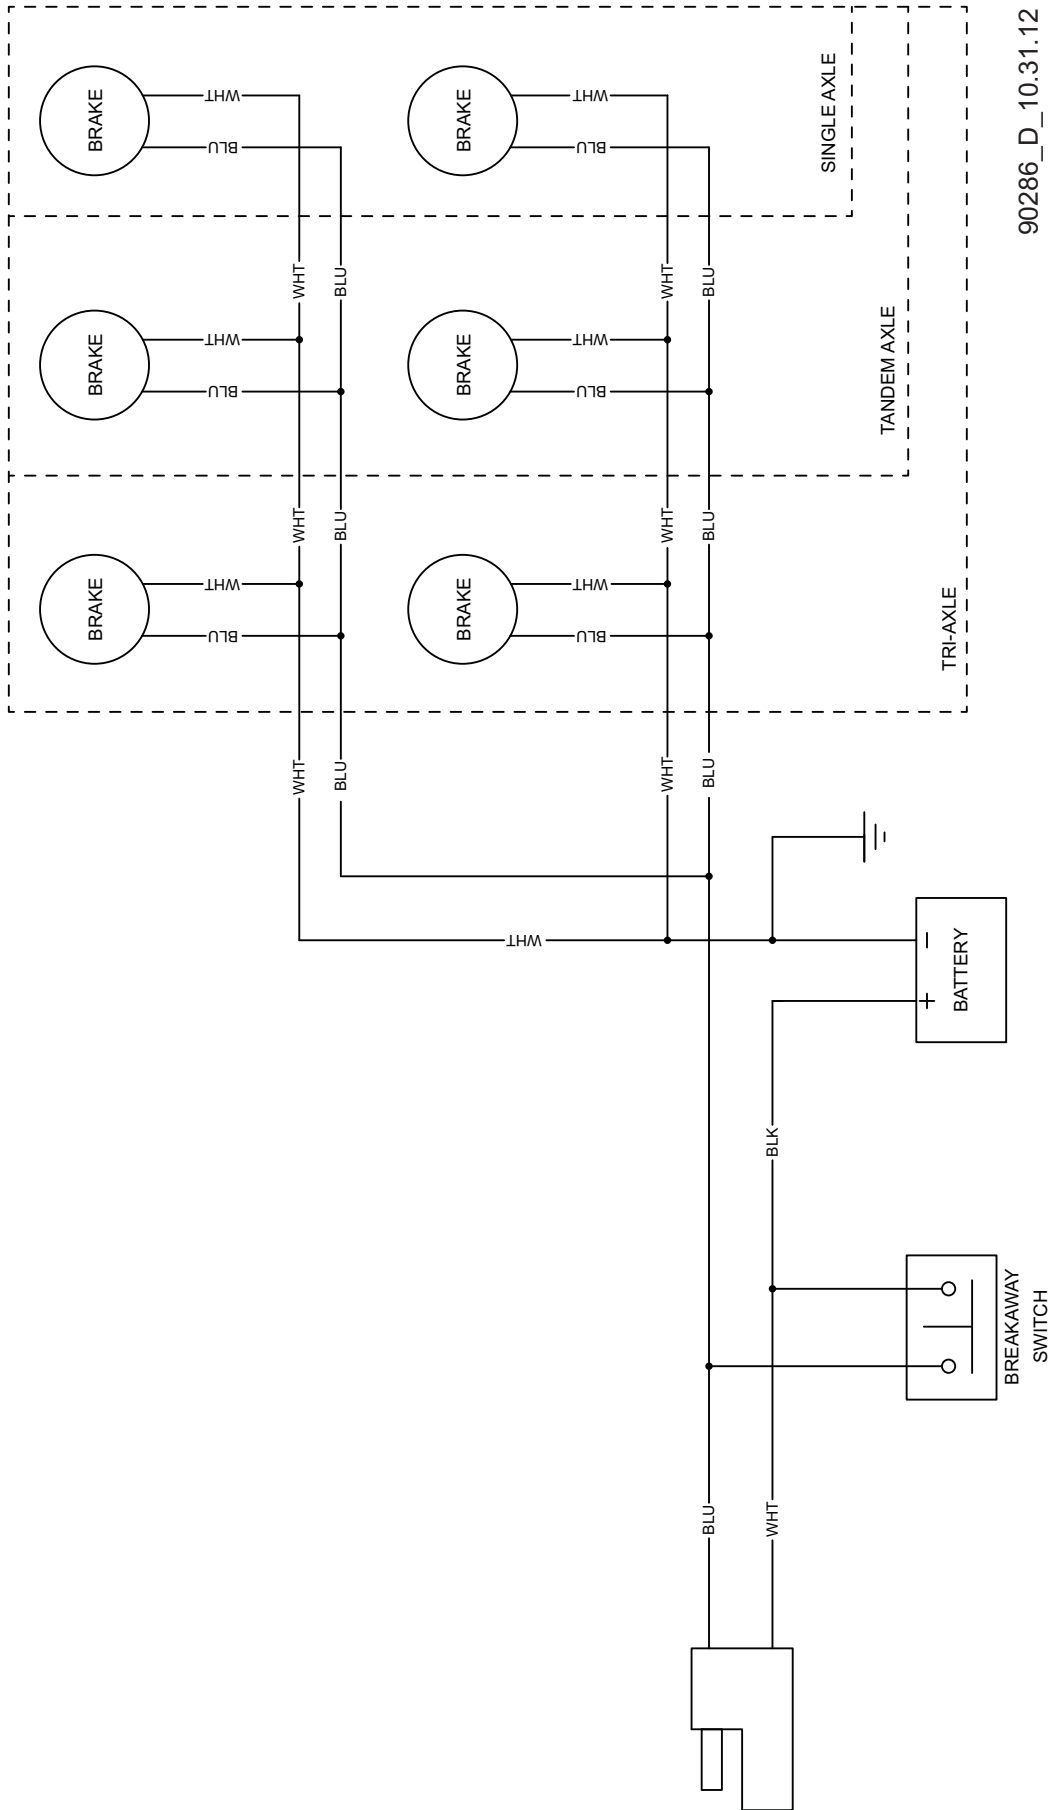 BRAKE
BRAKE
BRAKE
BLU
WHT
BLU
WHT
BLU
WHT
WHT
WHT
WHT
BLU
BLU
BLU
BRAKE
BRAKE
BRAKE
WHT
BLU
WHT
BLU
WHT
BLU
WHT
WHT
WHT
WHT
BLU
BLU
BLU
BLU
WHT
BLK
SINGLE AXLE
TANDEM AXLE
TRI-AXLE
+ −
BATTERY
BREAKAWAY
SWITCH
90286_D_10.31.12